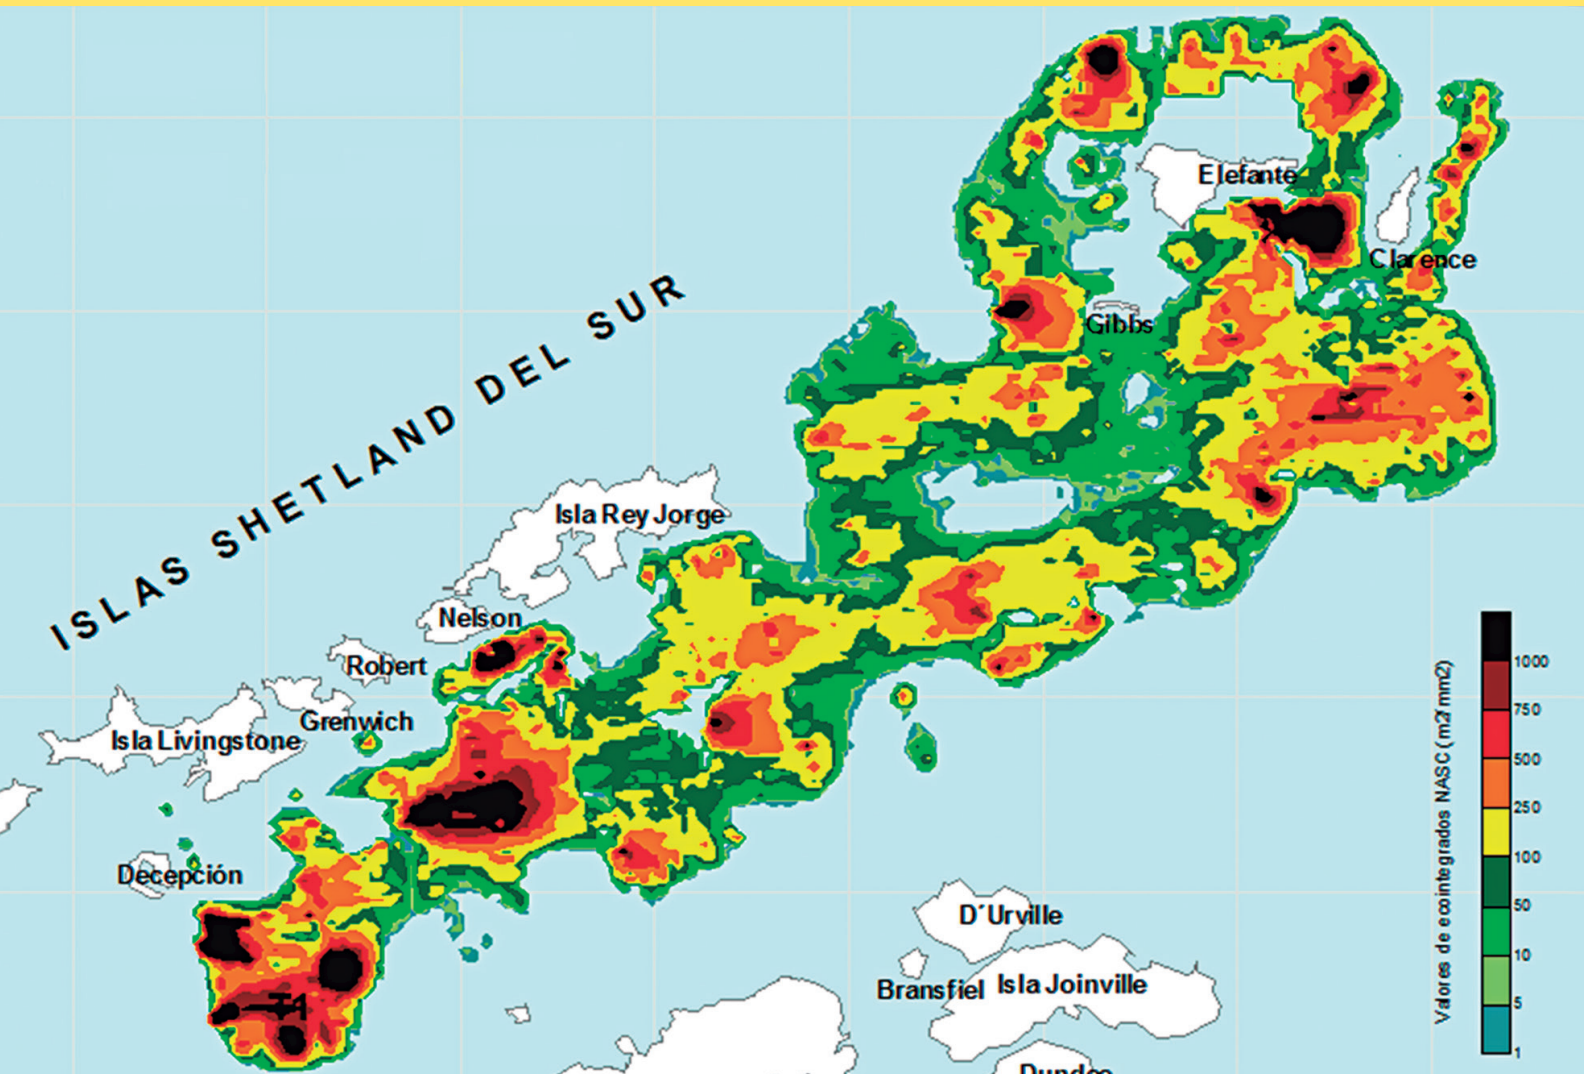 Elefante
Clarence
Gibbs
ISLAS SHETLAND DEL SUR
Isla Rey Jorge
Nelson
Robert
Grenwich
Isla Livingstone
Decepción
D´Urville
Bransfiel
Isla Joinville
Dundee
Valores de ecointegrados NASC (m2/mm2)
1000
750
500
250
100
50
10
5
1